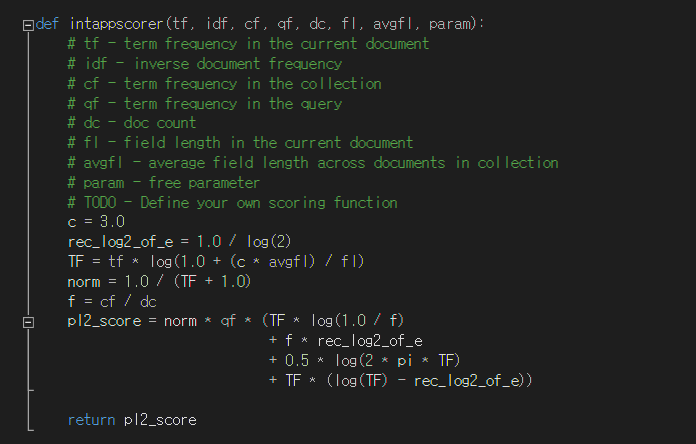 def intappscorer(tf, idf, cf, qf, dc, fl, avgfl, param):
# tf - term frequency in the current document
# idf - inverse document frequency
# cf - term frequency in the collection
# qf - term frequency in the query
# dc - doc count
# fl - field length in the current document
# avgfl - average field length across documents in collection
# param - free parameter
# TODO - Define your own scoring function
c = 3.0
rec_log2_of_e = 1.0 / log(2)
TF = tf * log(1.0 + (c * avgfl) / fl)
norm = 1.0 / (TF + 1.0)
f = cf / dc
pl2_score = norm * qf * (TF * log(1.0 / f)
+ f * rec_log2_of_e
+ 0.5 * log(2 * pi * TF)
+ TF * (log(TF) - rec_log2_of_e))
return pl2_score